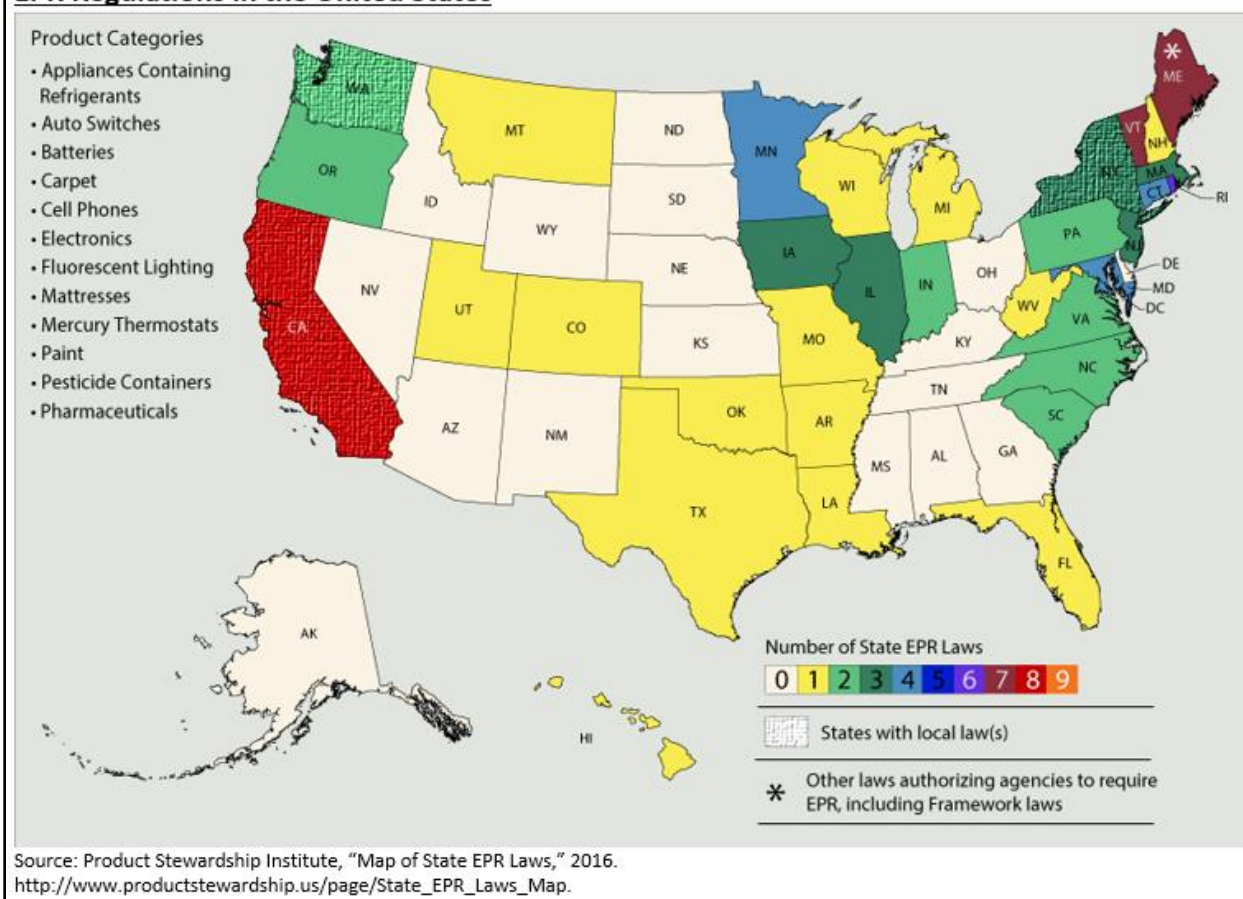 EPR Regulations in the United States
Product Categories
• Appliances Containing
Refrigerants
• Auto Switches
• Batteries
• Carpet
• Cell Phones
• Electronics
• Fluorescent Lighting
• Mattresses
• Mercury Thermostats
• Paint
• Pesticide Containers
• Pharmaceuticals
WA
OR
CA
MT
ID
WY
NV
UT
CO
AZ
NM
ND
SD
NE
KS
OK
TX
MN
IA
MO
AR
LA
WI
IL
MI
IN
OH
KY
TN
MS
AL
GA
FL
SC
NC
VA
WV
PA
NY
VT
NH
*
ME
MA
CT
RI
NJ
DE
MD
DC
AK
HI
Number of State EPR Laws
0 1 2 3 4 5 6 7 8 9
States with local law(s)
* Other laws authorizing agencies to require
EPR, including Framework laws
Source: Product Stewardship Institute, “Map of State EPR Laws,” 2016.
http://www.productstewardship.us/page/State_EPR_Laws_Map.